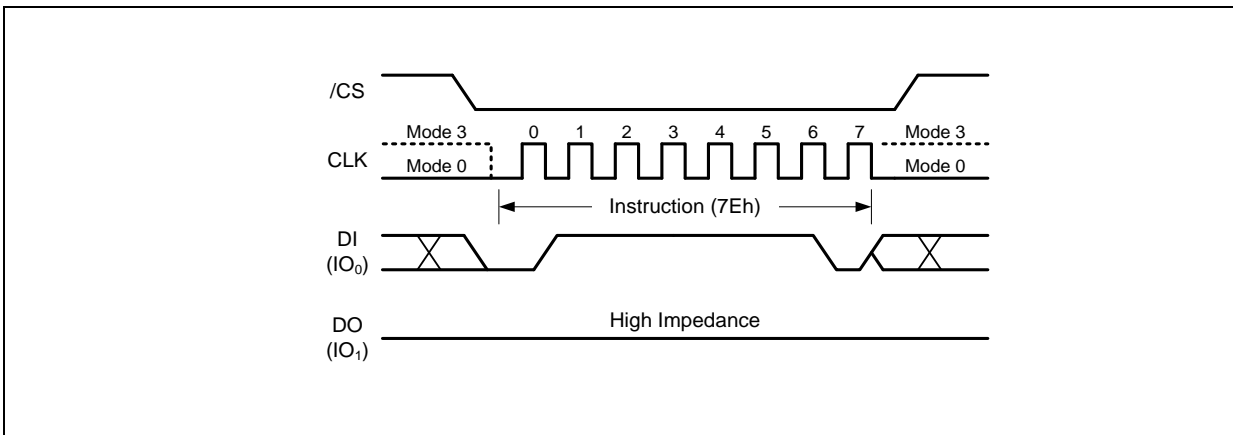 /CS
Mode 3 0 1 2 3 4 5 6 7 Mode 3
CLK
Mode 0 Mode 0
Instruction (7Eh)
DI
(IO₀)
High Impedance
DO
(IO₁)